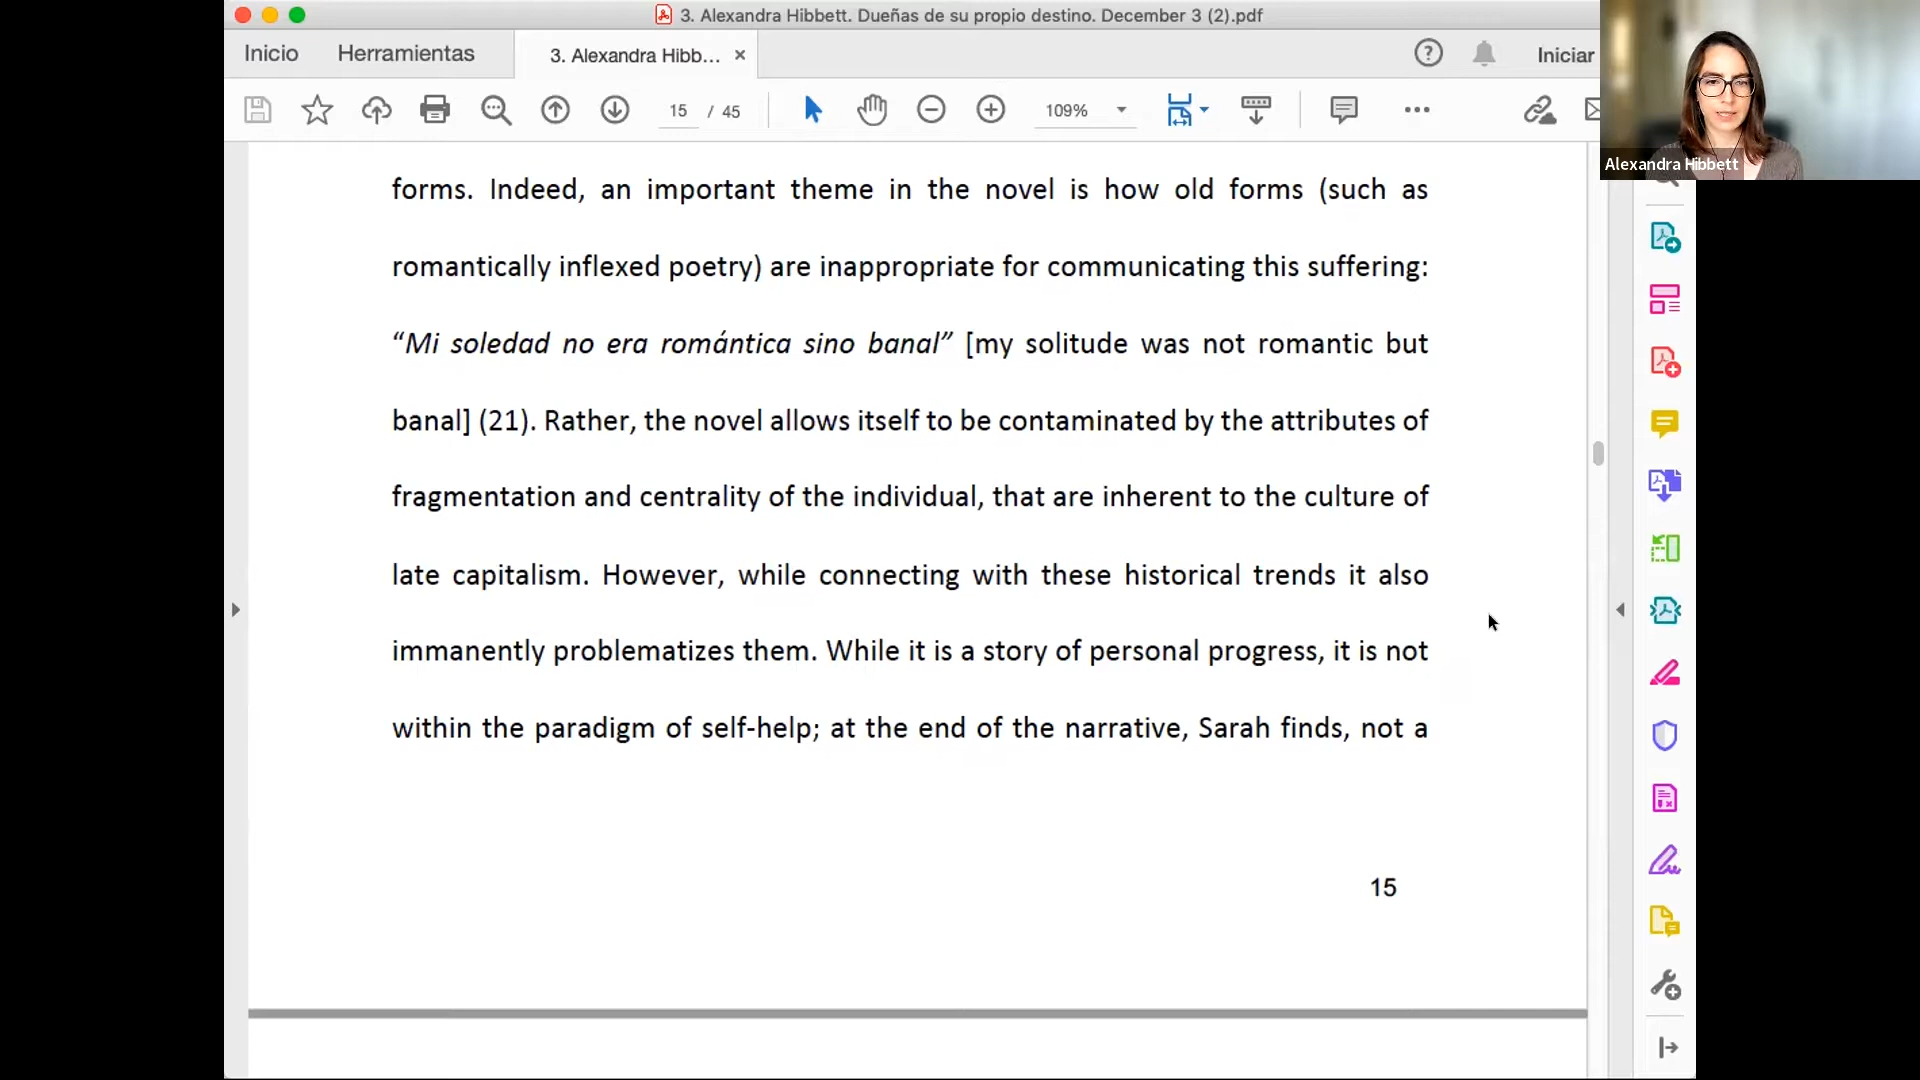 3. Alexandra Hibbett. Dueñas de su propio destino. December 3 (2).pdf
Inicio
Herramientas
3. Alexandra Hibb...
Iniciar
15 / 45
109%
Alexandra Hibbett
forms. Indeed, an important theme in the novel is how old forms (such as
romantically inflexed poetry) are inappropriate for communicating this suffering:
“Mi soledad no era romántica sino banal” [my solitude was not romantic but
banal] (21). Rather, the novel allows itself to be contaminated by the attributes of
fragmentation and centrality of the individual, that are inherent to the culture of
late capitalism. However, while connecting with these historical trends it also
immanently problematizes them. While it is a story of personal progress, it is not
within the paradigm of self-help; at the end of the narrative, Sarah finds, not a
15